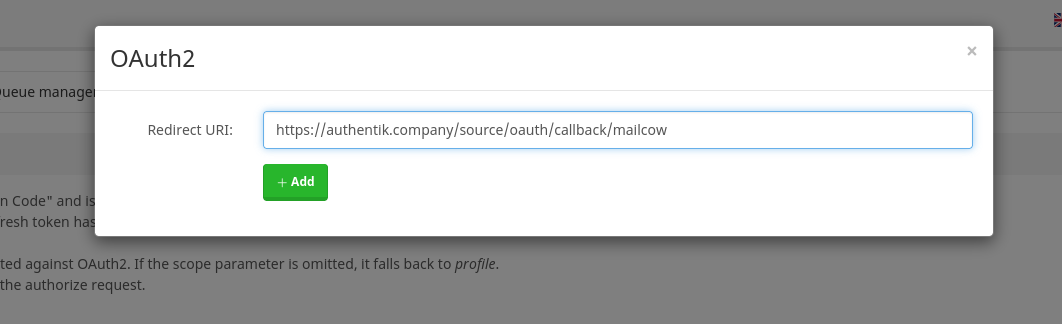 OAuth2
×
Queue manager
Redirect URI:
https://authentik.company/source/oauth/callback/mailcow
+ Add
n Code" and is
resh token has
ted against OAuth2. If the scope parameter is omitted, it falls back to profile.
the authorize request.